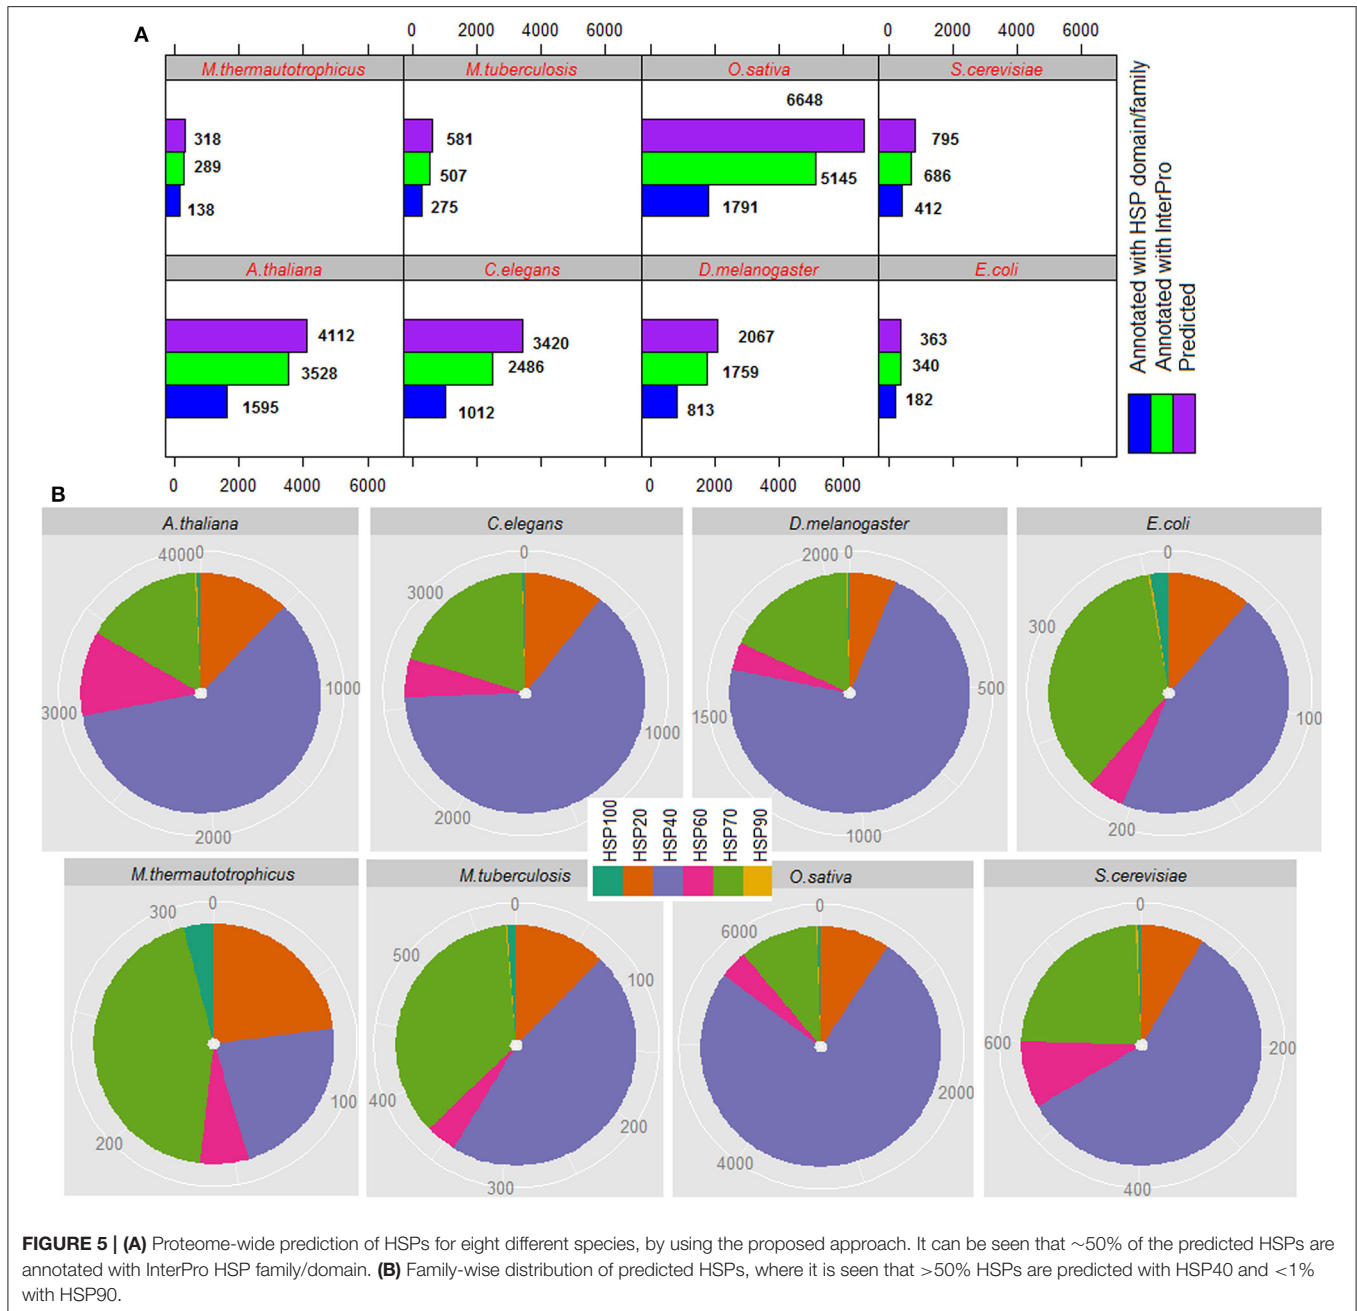 A
0 2000 4000 6000 0 2000 4000 6000
M.thermautotrophicus M.tuberculosis O.sativa S.cerevisiae
318 581 6648 795
289 507 5145 686
138 275 1791 412
A.thaliana C.elegans D.melanogaster E.coli
4112 3420 2067 363
3528 2486 1759 340
1595 1012 813 182
0 2000 4000 6000 0 2000 4000 6000
Annotated with HSP domain/family
Annotated with InterPro
Predicted
B
A.thaliana
40000
1000
2000
3000
C.elegans
0
1000
2000
3000
D.melanogaster
2000 0
500
1000
1500
E.coli
0
100
200
300
HSP100
HSP20
HSP40
HSP60
HSP70
HSP90
M.thermautotrophicus
0
100
200
300
M.tuberculosis
0
100
200
300
400
500
O.sativa
0
2000
4000
6000
S.cerevisiae
0
200
400
600
FIGURE 5 | (A) Proteome-wide prediction of HSPs for eight different species, by using the proposed approach. It can be seen that ~50% of the predicted HSPs are
annotated with InterPro HSP family/domain. (B) Family-wise distribution of predicted HSPs, where it is seen that >50% HSPs are predicted with HSP40 and <1%
with HSP90.